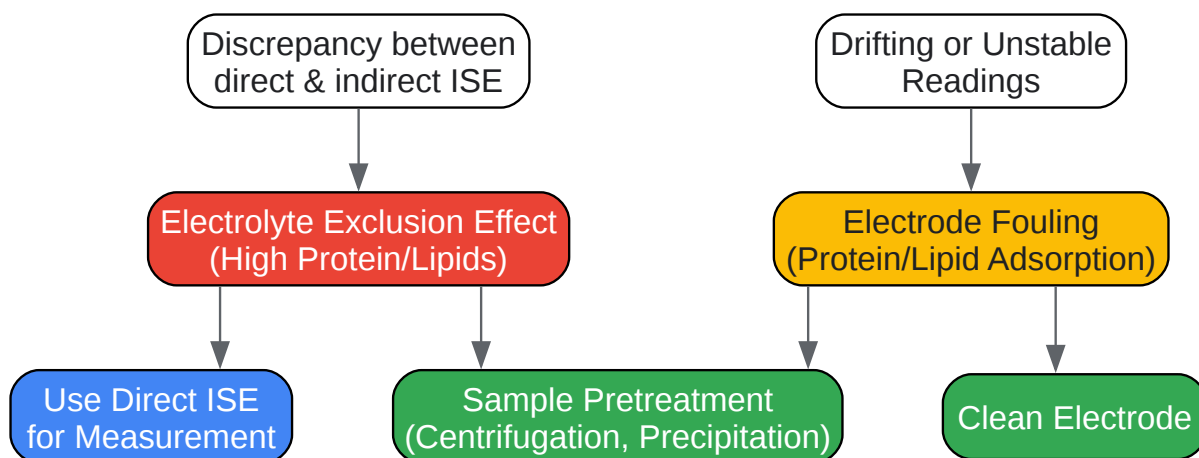 Discrepancy between
direct & indirect ISE
Drifting or Unstable
Readings
Electrolyte Exclusion Effect
(High Protein/Lipids)
Electrode Fouling
(Protein/Lipid Adsorption)
Use Direct ISE
for Measurement
Sample Pretreatment
(Centrifugation, Precipitation)
Clean Electrode